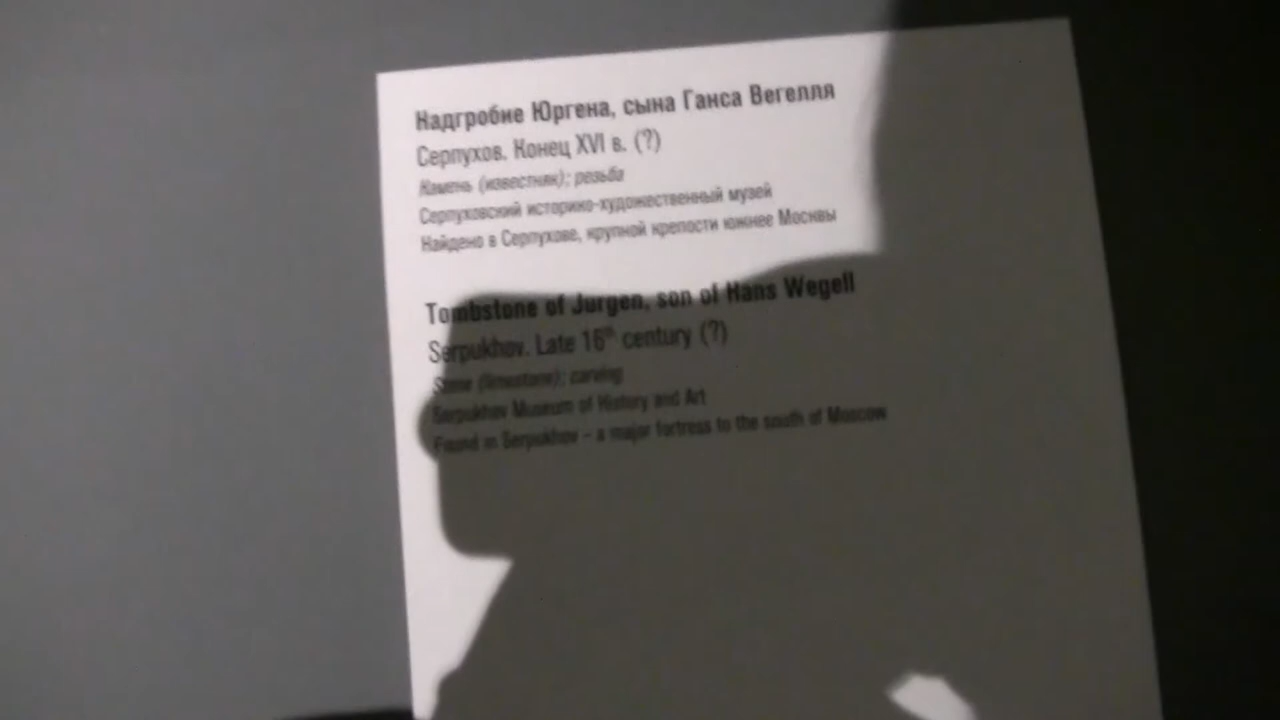 Надгробие Юргена, сына Ганса Вегелля
Серпухов. Конец XVI в. (?)
Камень (известняк); резьба
Серпуховский историко-художественный музей
Найдено в Серпухове, крупной крепости южнее Москвы
Tombstone of Jurgen, son of Hans Wegell
Serpukhov. Late 16th century (?)
Stone (limestone); carving
Serpukhov Museum of History and Art
Found in Serpukhov – a major fortress to the south of Moscow